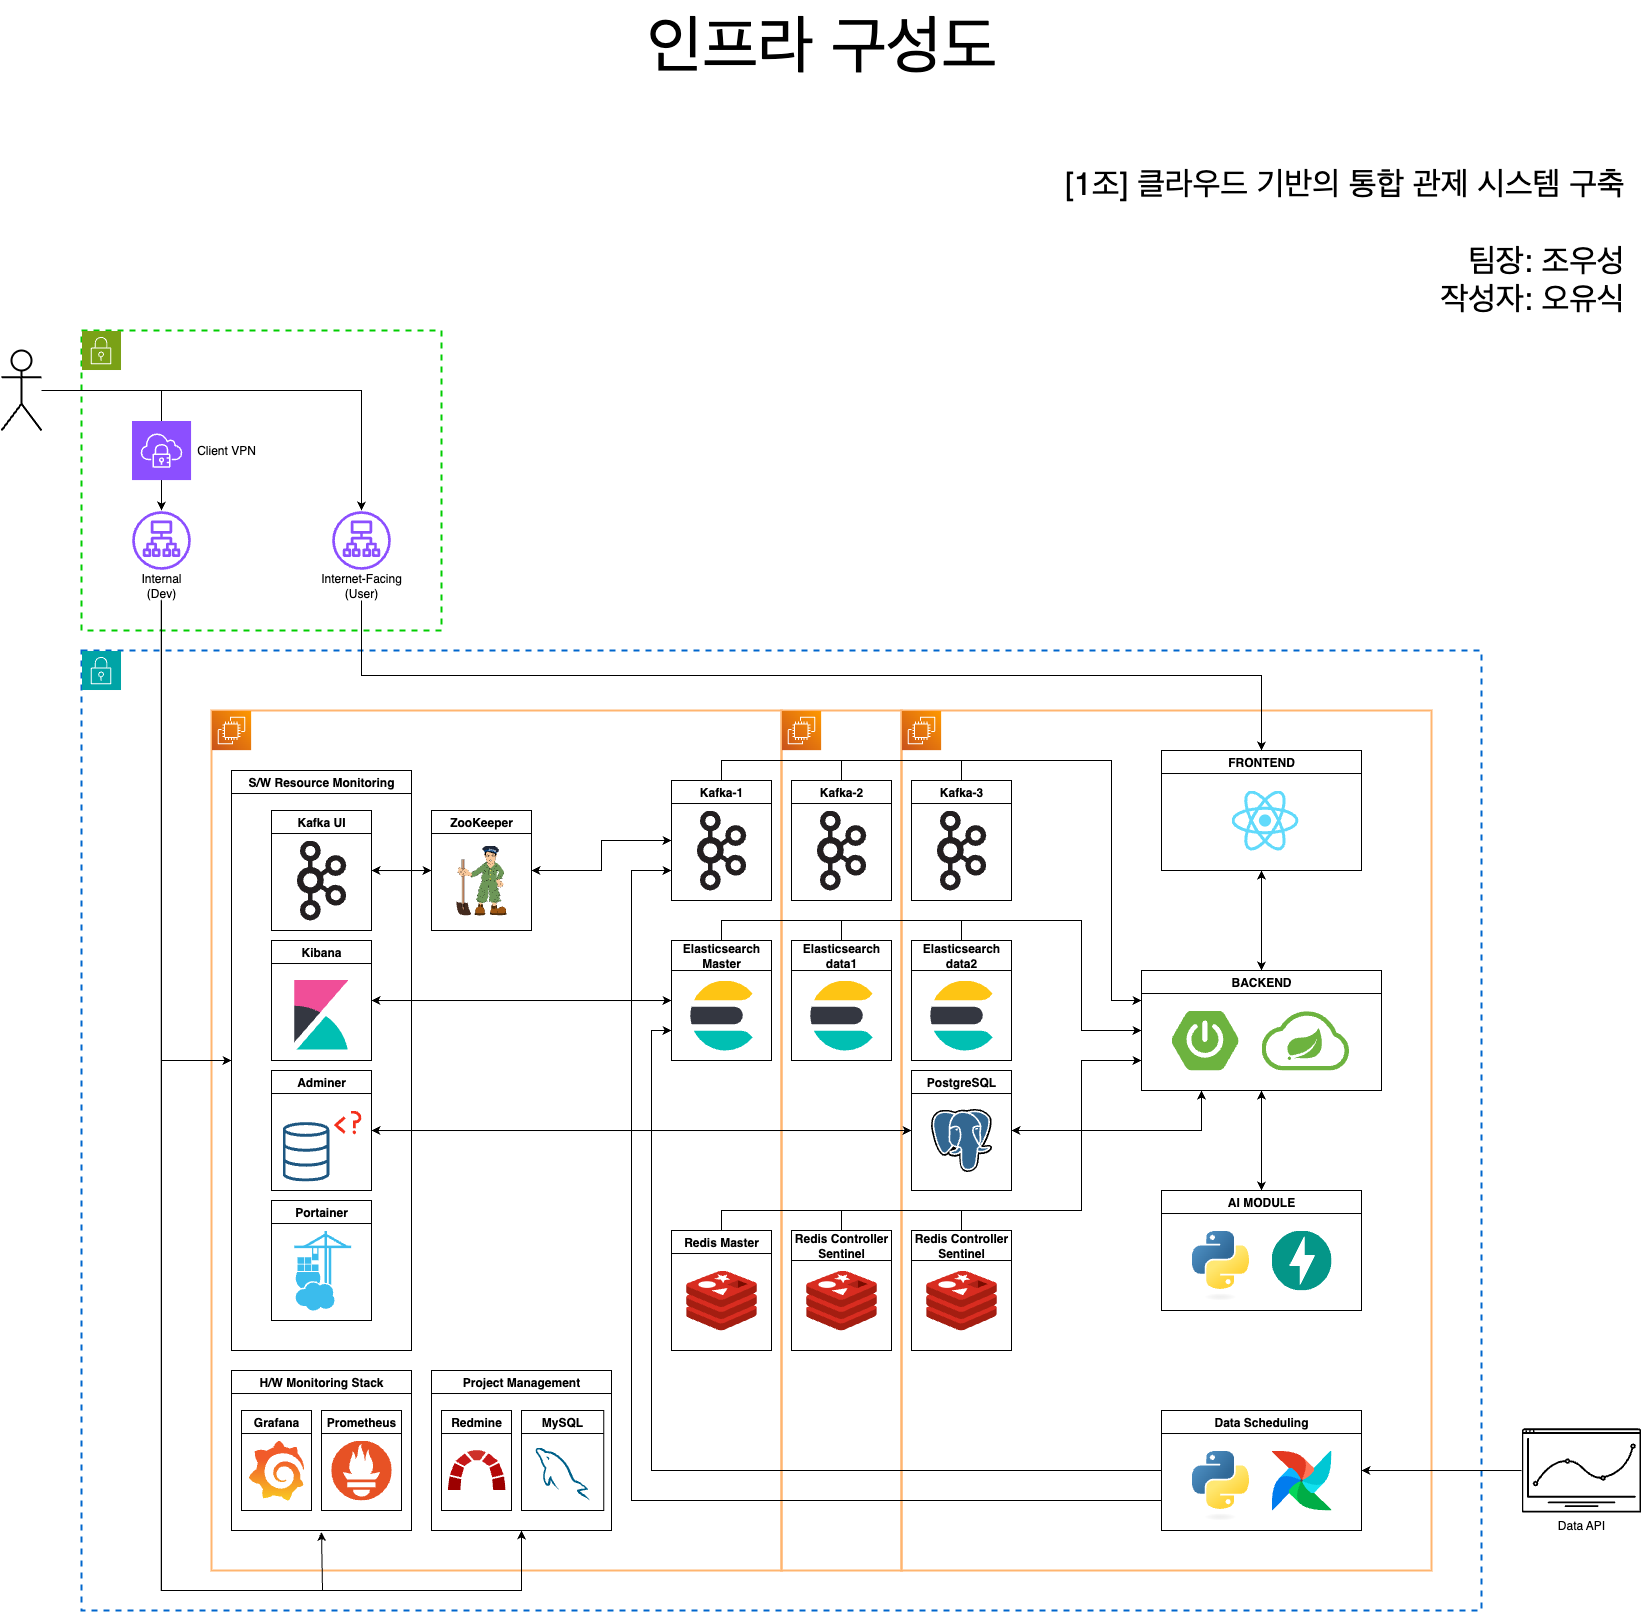 인프라 구성도
[1조] 클라우드 기반의 통합 관제 시스템 구축
팀장: 조우성
작성자: 오유식
Client VPN
Internal
(Dev)
Internet-Facing
(User)
S/W Resource Monitoring
Kafka UI
ZooKeeper
Kafka-1
Kafka-2
Kafka-3
FRONTEND
Kibana
Elasticsearch
Master
Elasticsearch
data1
Elasticsearch
data2
BACKEND
Adminer
<?
PostgreSQL
Portainer
Redis Master
Redis Controller
Sentinel
Redis Controller
Sentinel
AI MODULE
H/W Monitoring Stack
Grafana
Prometheus
Project Management
Redmine
MySQL
Data Scheduling
Data API